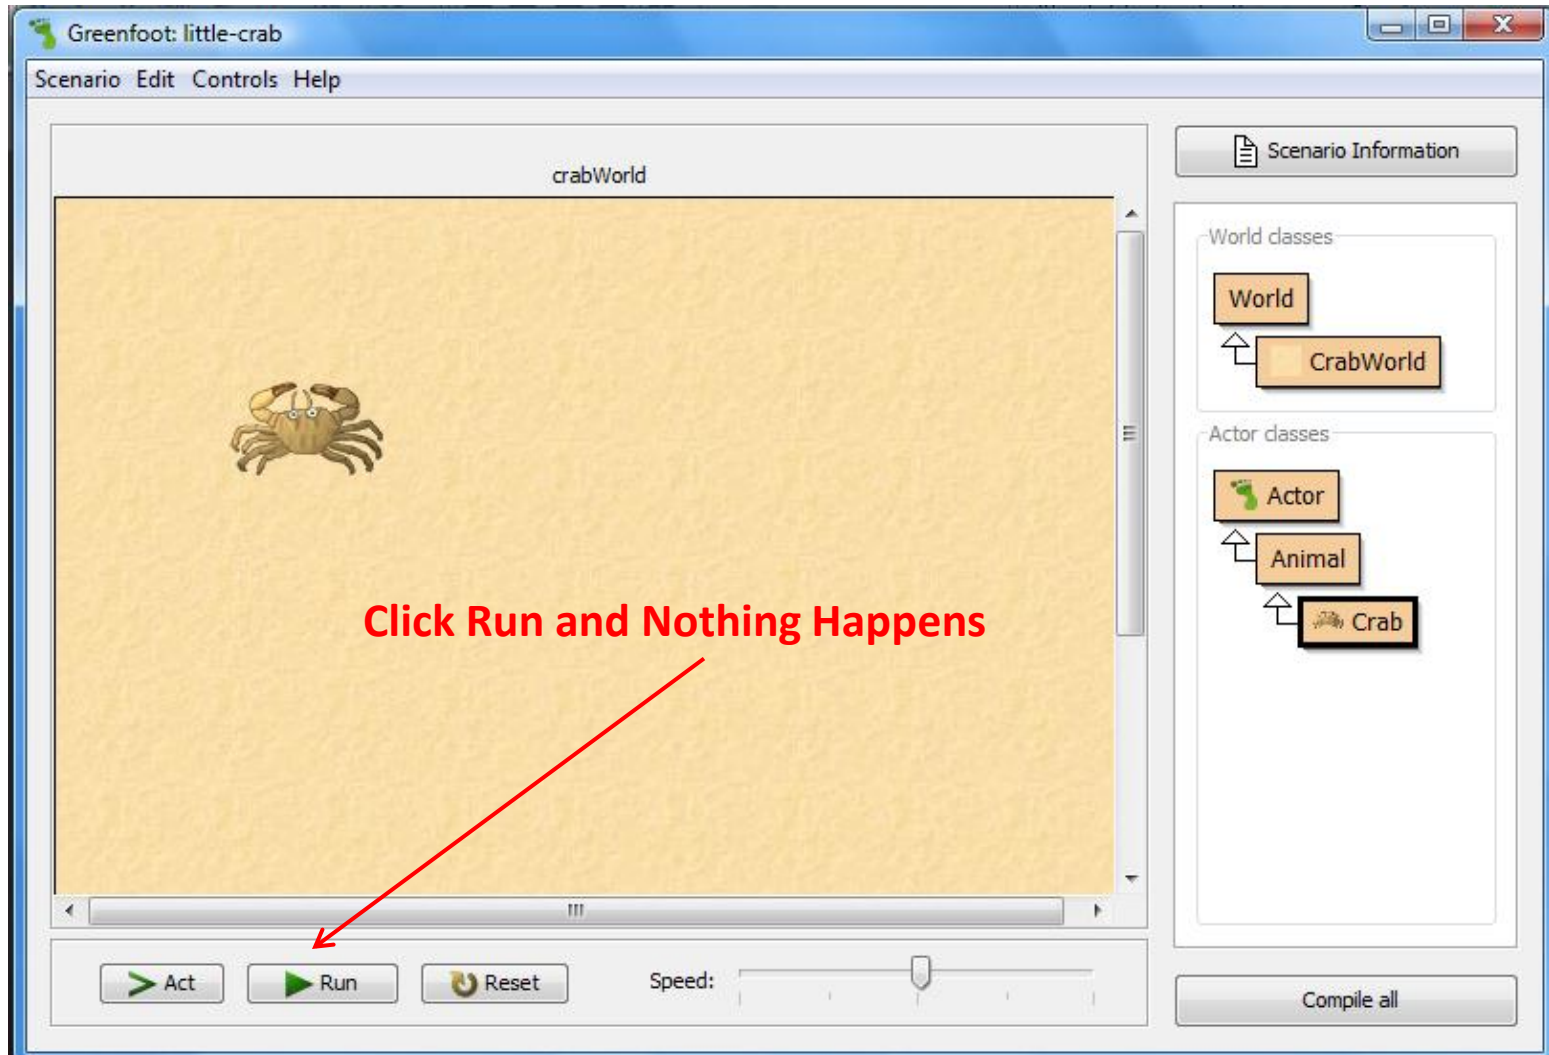 Greenfoot: little-crab
Scenario Edit Controls Help
crabWorld
Scenario Information
World classes
World
CrabWorld
Actor classes
Actor
Animal
Crab
Click Run and Nothing Happens
Act Run Reset Speed:
Compile all